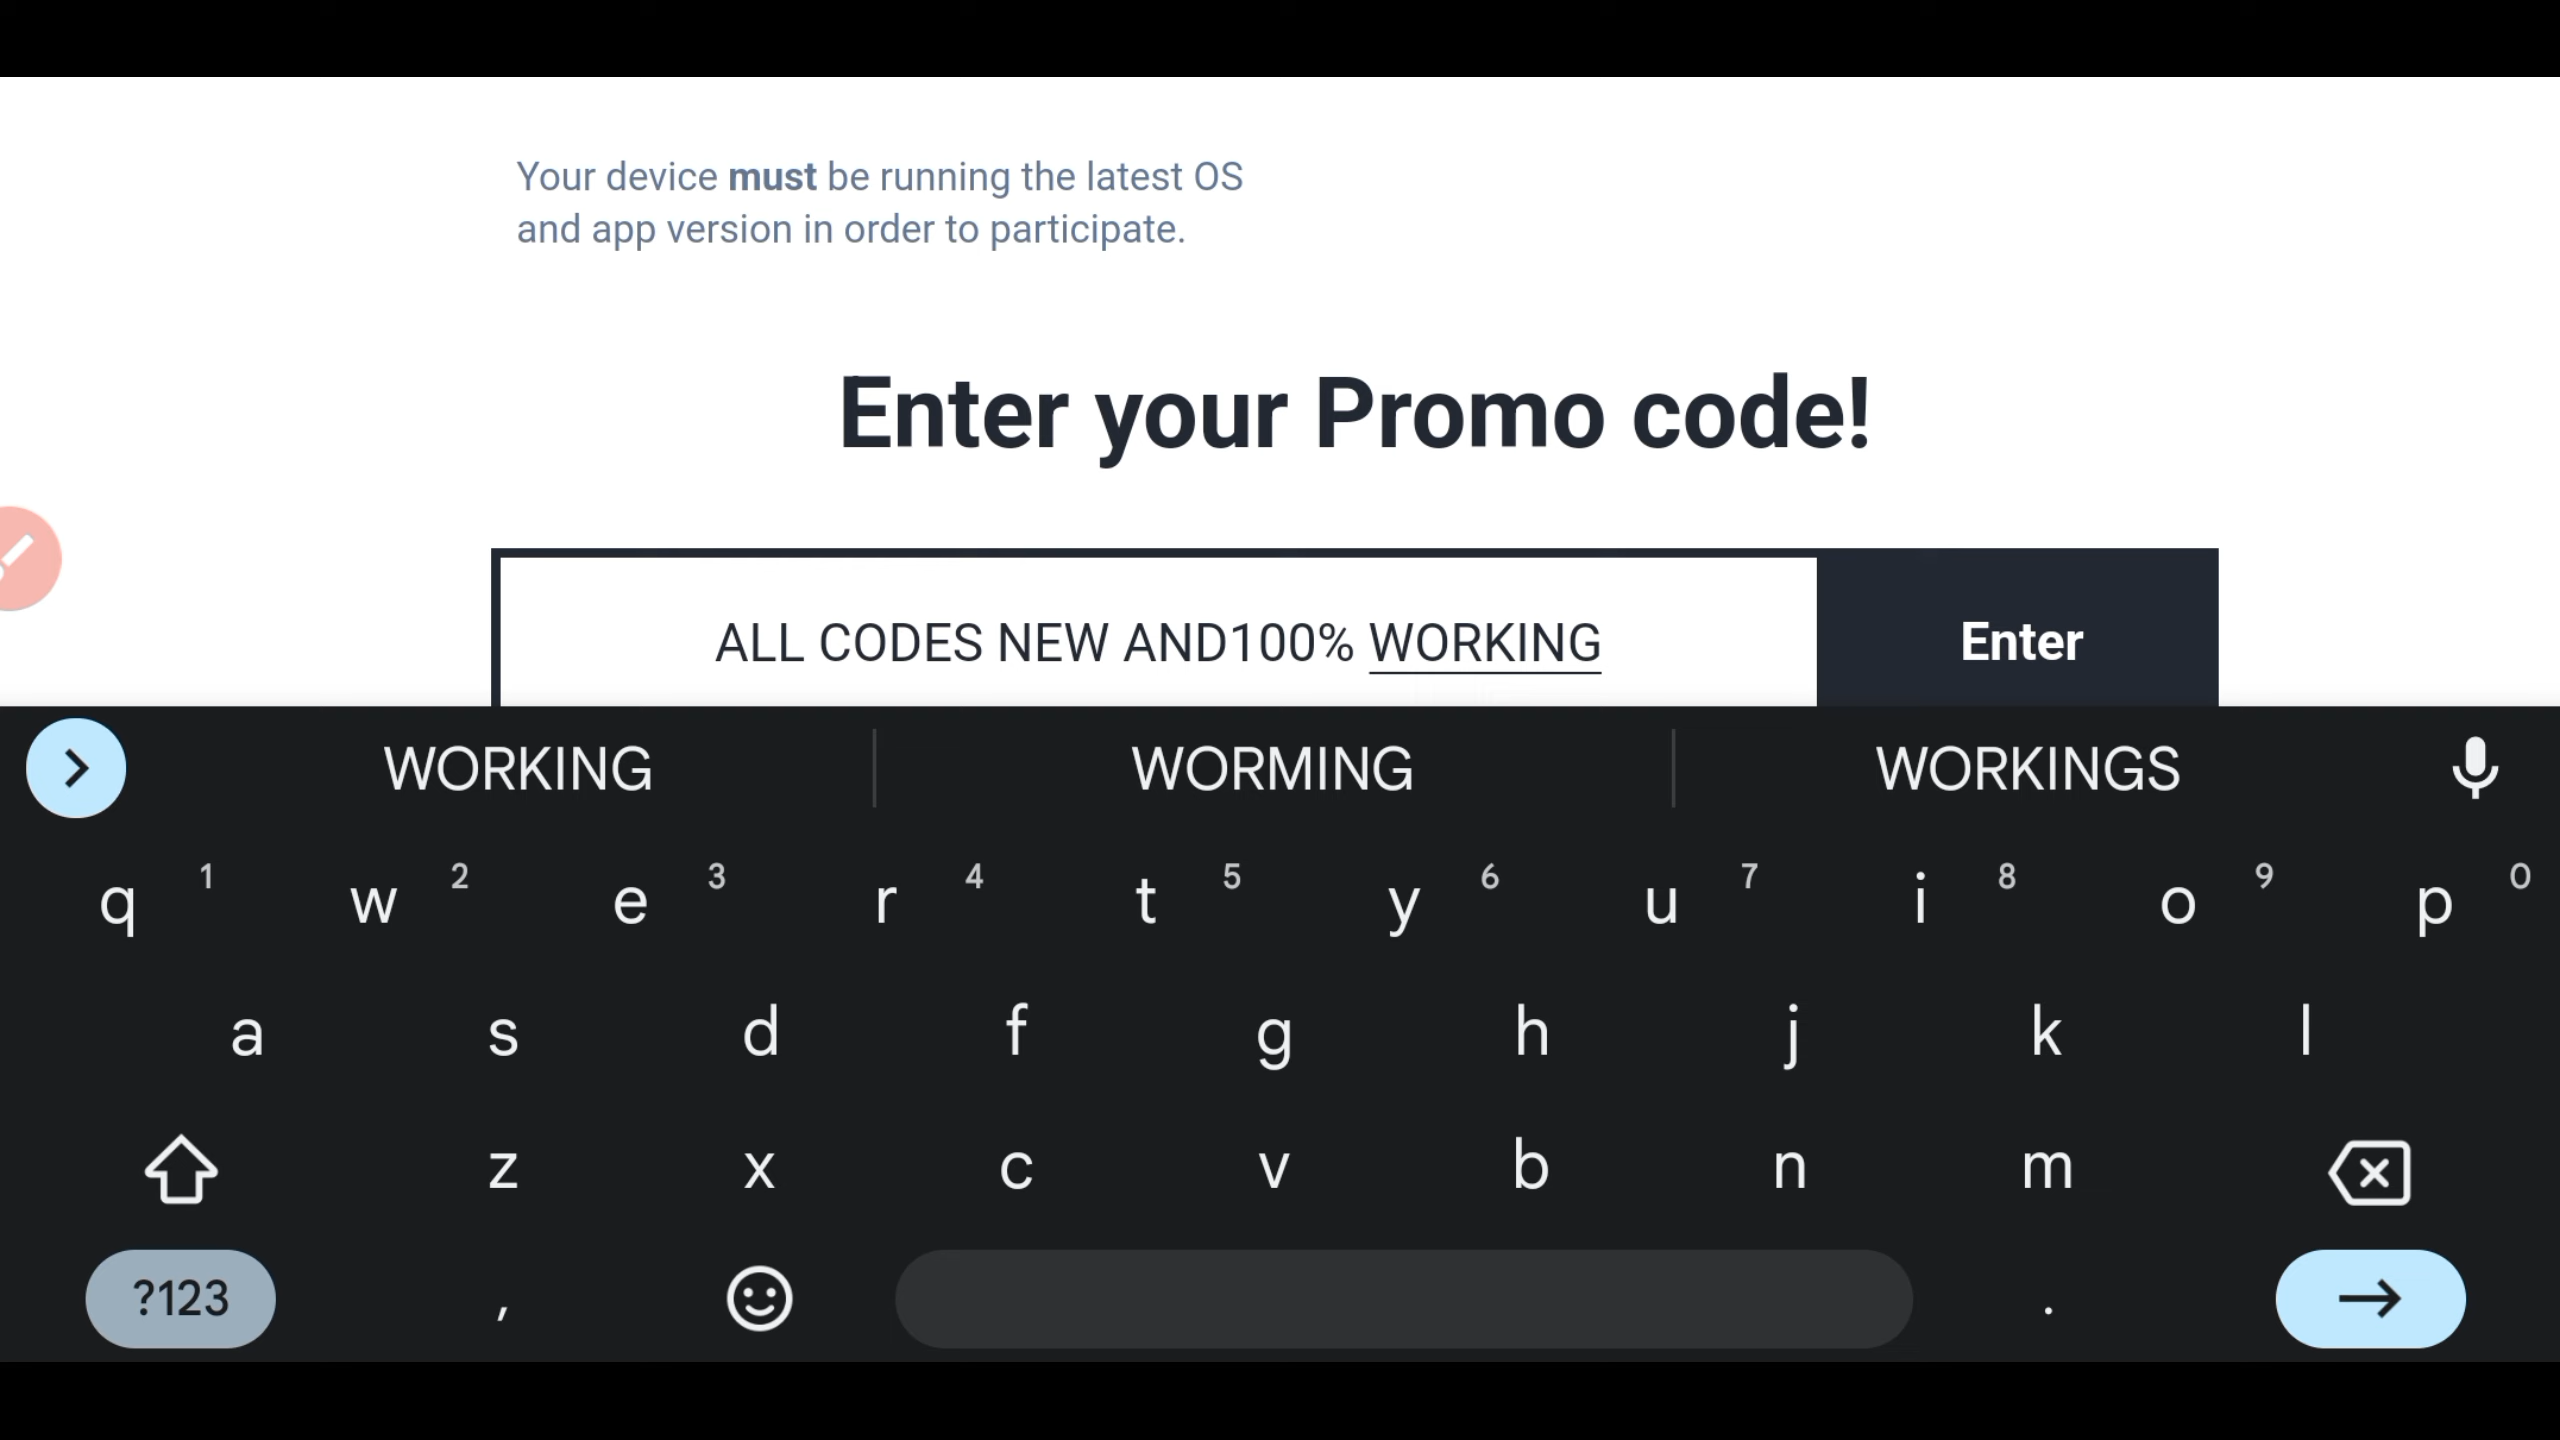 Your device must be running the latest OS
and app version in order to participate.
Enter your Promo code!
ALL CODES NEW AND100% WORKING
Enter
WORKING WORMING WORKINGS
q 1 w 2 e 3 r 4 t 5 y 6 u 7 i 8 o 9 p 0
a s d f g h j k l
z x c v b n m
?123 , .